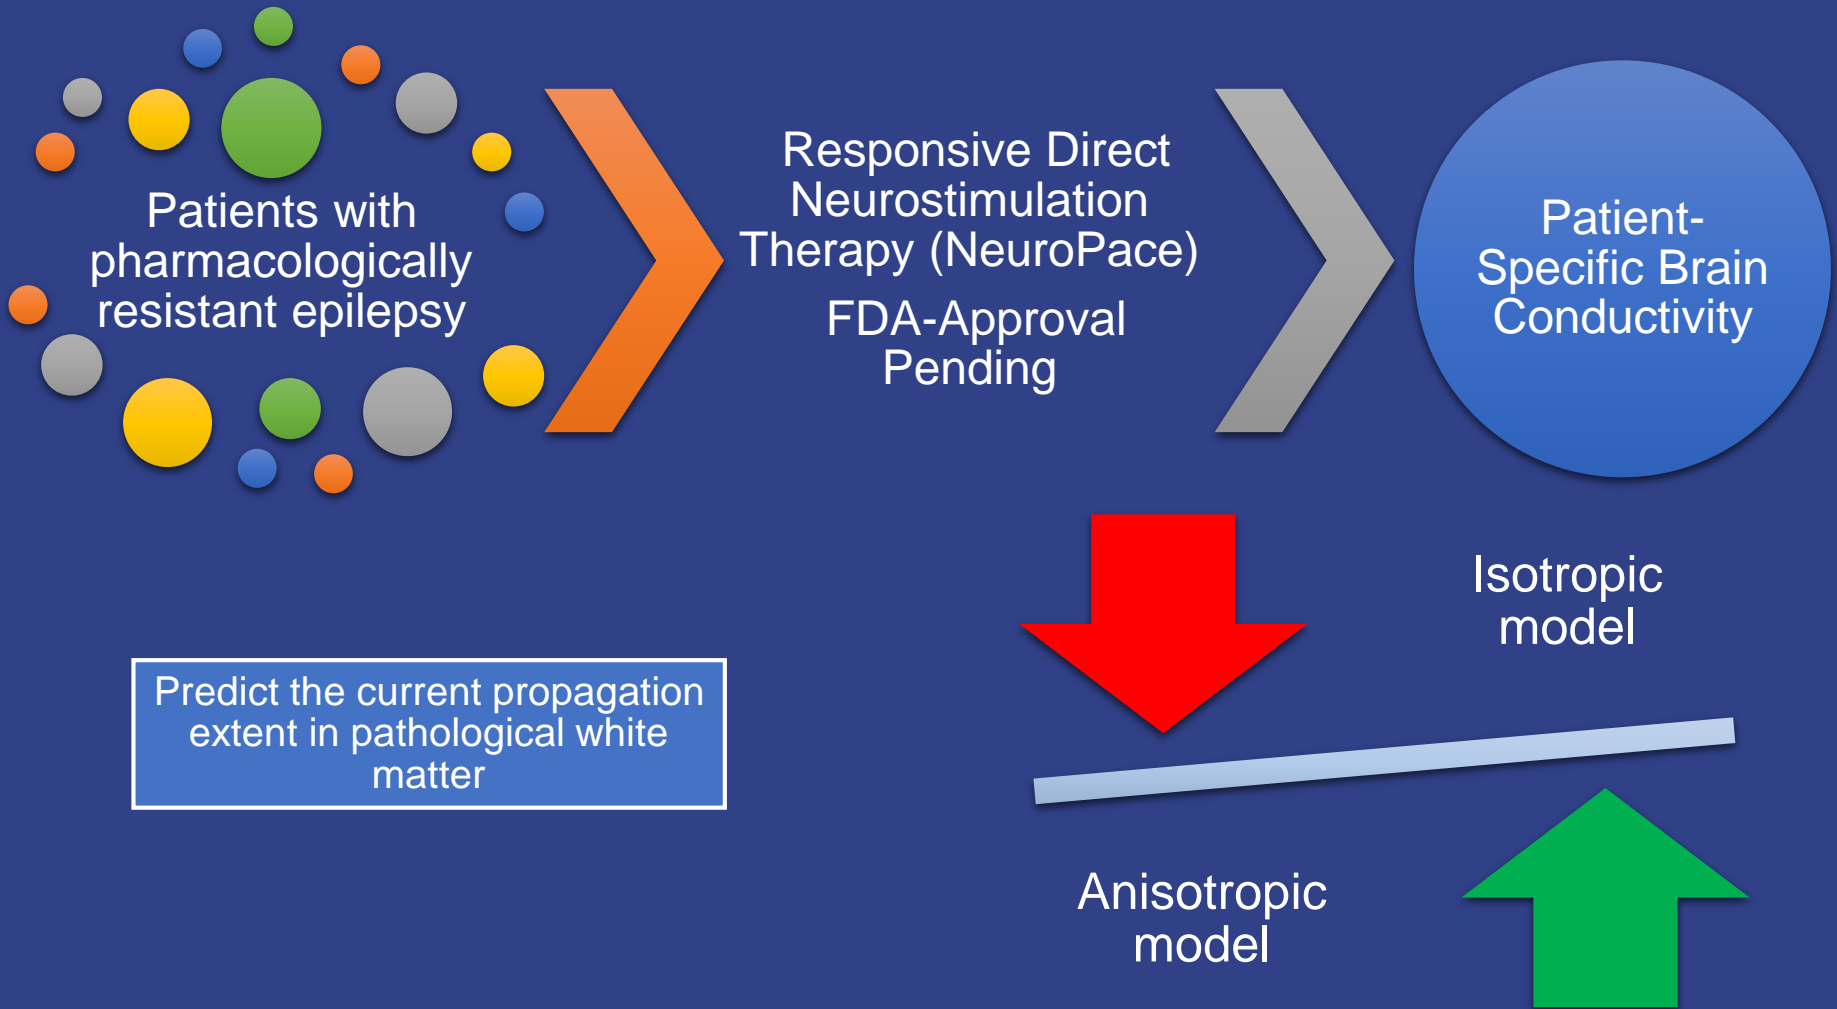 Patients with
pharmacologically
resistant epilepsy
Responsive Direct
Neurostimulation
Therapy (NeuroPace)
FDA-Approval
Pending
Patient-
Specific Brain
Conductivity
Isotropic
model
Predict the current propagation
extent in pathological white
matter
Anisotropic
model